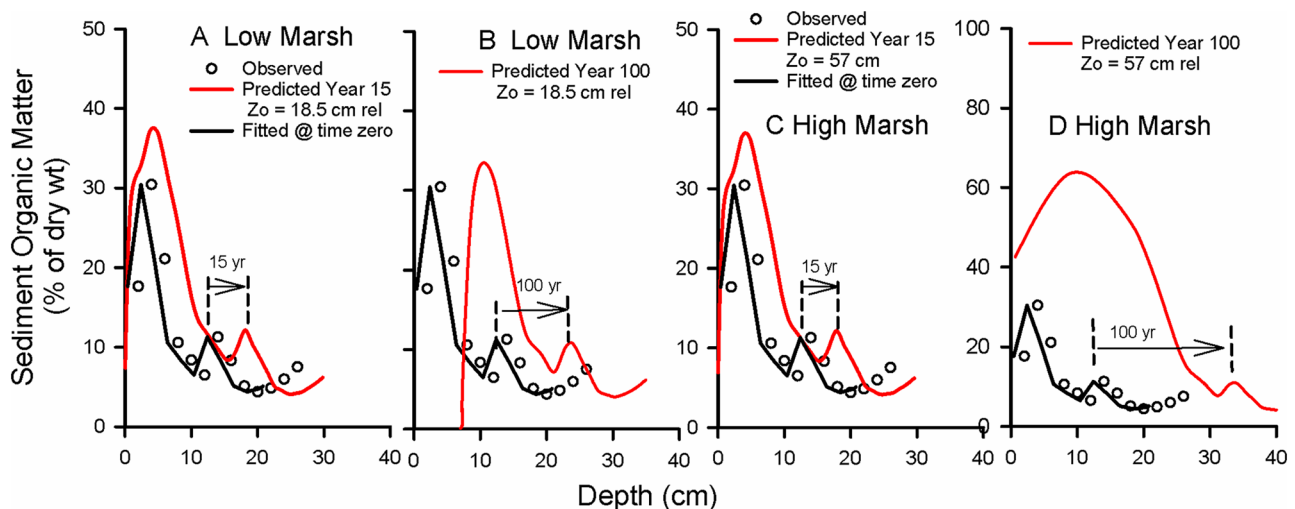 A Low Marsh
Observed
Predicted Year 15
Zo = 18.5 cm rel
Fitted @ time zero
B Low Marsh
Predicted Year 100
Zo = 18.5 cm rel
Observed
Predicted Year 15
Zo = 57 cm
Fitted @ time zero
C High Marsh
Predicted Year 100
Zo = 57 cm rel
D High Marsh
Sediment Organic Matter
(% of dry wt)
50
40
30
20
10
0
15 yr
100 yr
15 yr
100 yr
50
40
30
20
10
0
100
80
60
40
20
0
0 10 20 30 40
0 10 20 30 40
0 10 20 30 40
0 10 20 30 40
Depth (cm)